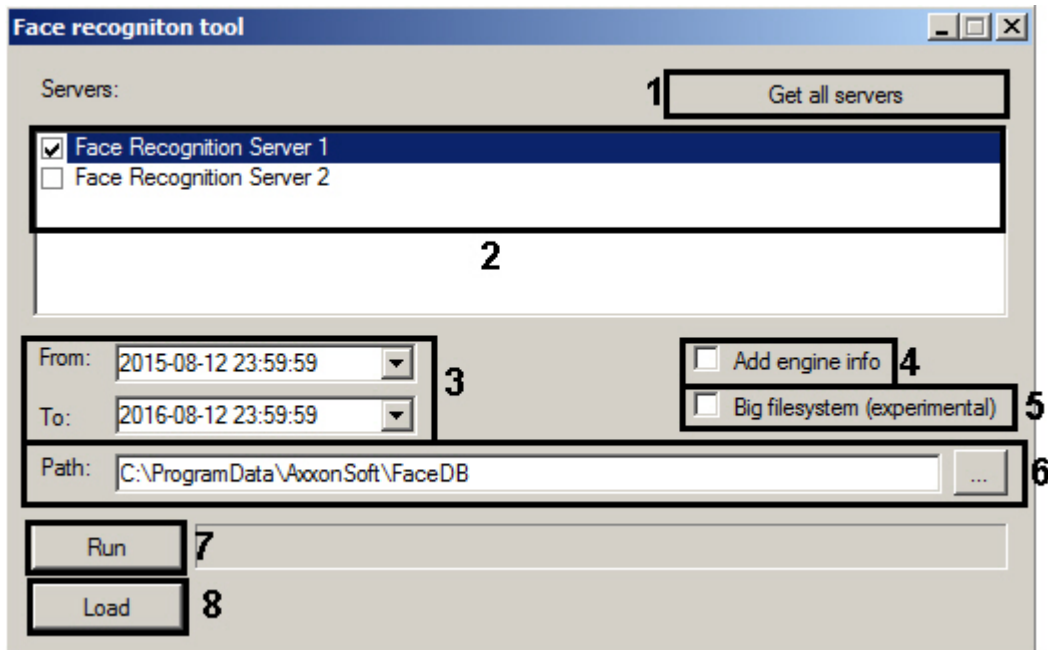 Face recogniton tool
Servers:
1
Get all servers
Face Recognition Server 1
Face Recognition Server 2
2
From:
2015-08-12 23:59:59
3
Add engine info
4
To:
2016-08-12 23:59:59
Big filesystem (experimental)
5
Path:
C:\ProgramData\AxxonSoft\FaceDB
...
6
Run
7
Load
8